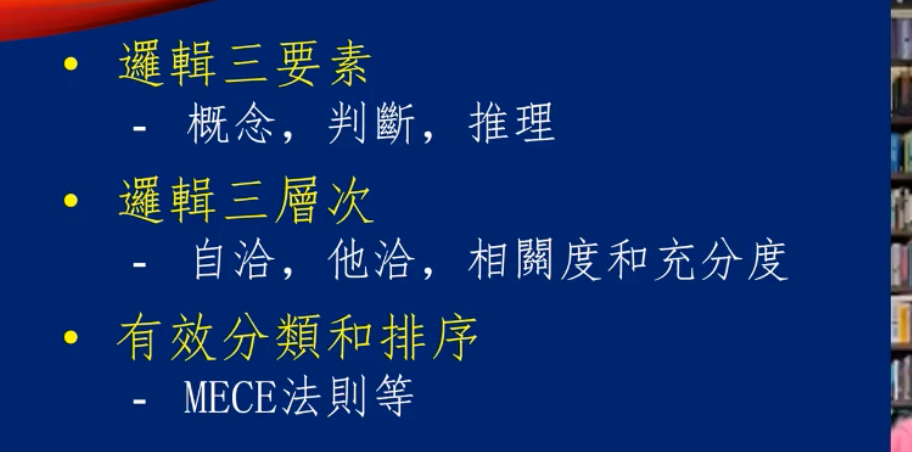 • 邏輯三要素
- 概念，判斷，推理
• 邏輯三層次
- 自洽，他洽，相關度和充分度
• 有效分類和排序
- MECE法則等